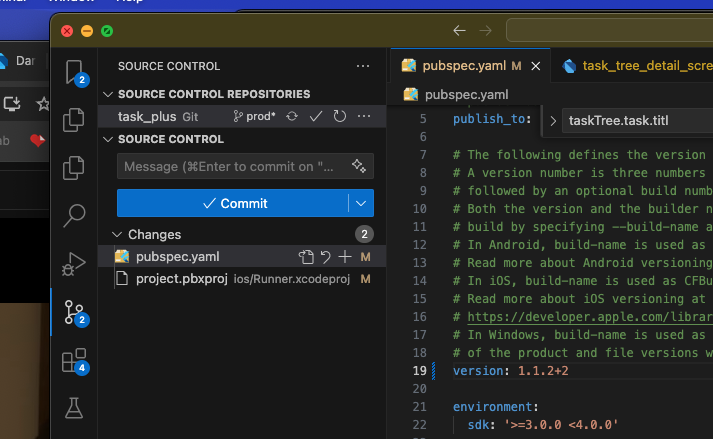 Window
Help
Dar
ab
2
2
4
SOURCE CONTROL
SOURCE CONTROL REPOSITORIES
task_plus Git prod*
SOURCE CONTROL
Message (⌘Enter to commit on "...
Commit
Changes 2
pubspec.yaml M
project.pbxproj ios/Runner.xcodeproj M
pubspec.yaml M
task_tree_detail_scre
pubspec.yaml
taskTree.task.titl
5 publish_to:
6
7 # The following defines the version
8 # A version number is three numbers
9 # followed by an optional build numb
10 # Both the version and the builder n
11 # build by specifying --build-name a
12 # In Android, build-name is used as
13 # Read more about Android versioning
14 # In iOS, build-name is used as CFBu
15 # Read more about iOS versioning at
16 # https://developer.apple.com/librar
17 # In Windows, build-name is used as
18 # of the product and file versions w
19 version: 1.1.2+2
20
21 environment:
22 sdk: '>=3.0.0 <4.0.0'